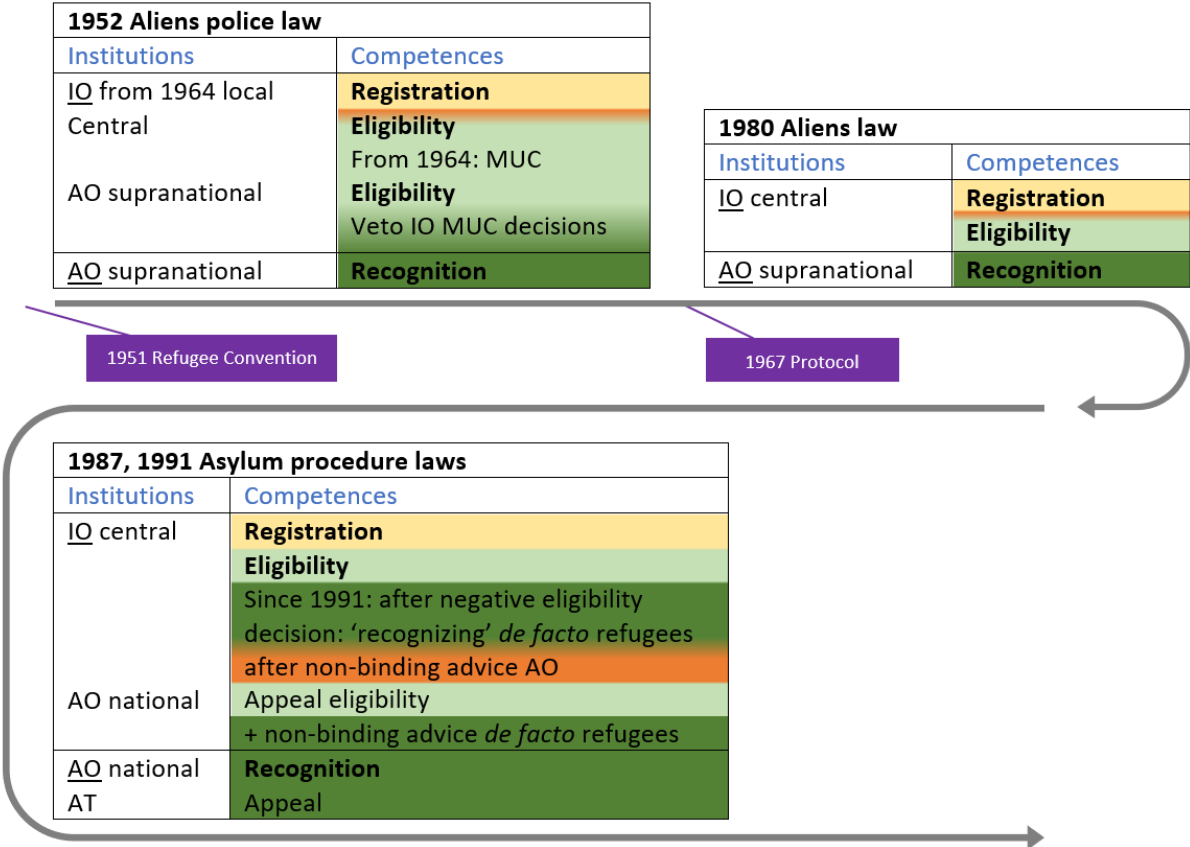 1952 Aliens police law
Institutions Competences
IO from 1964 local Registration
Central Eligibility
From 1964: MUC
AO supranational Eligibility
Veto IO MUC decisions
AO supranational Recognition
1980 Aliens law
Institutions Competences
IO central Registration
Eligibility
AO supranational Recognition
1951 Refugee Convention
1967 Protocol
1987, 1991 Asylum procedure laws
Institutions Competences
IO central Registration
Eligibility
Since 1991: after negative eligibility
decision: ‘recognizing’ de facto refugees
after non-binding advice AO
AO national Appeal eligibility
+ non-binding advice de facto refugees
AO national Recognition
AT Appeal